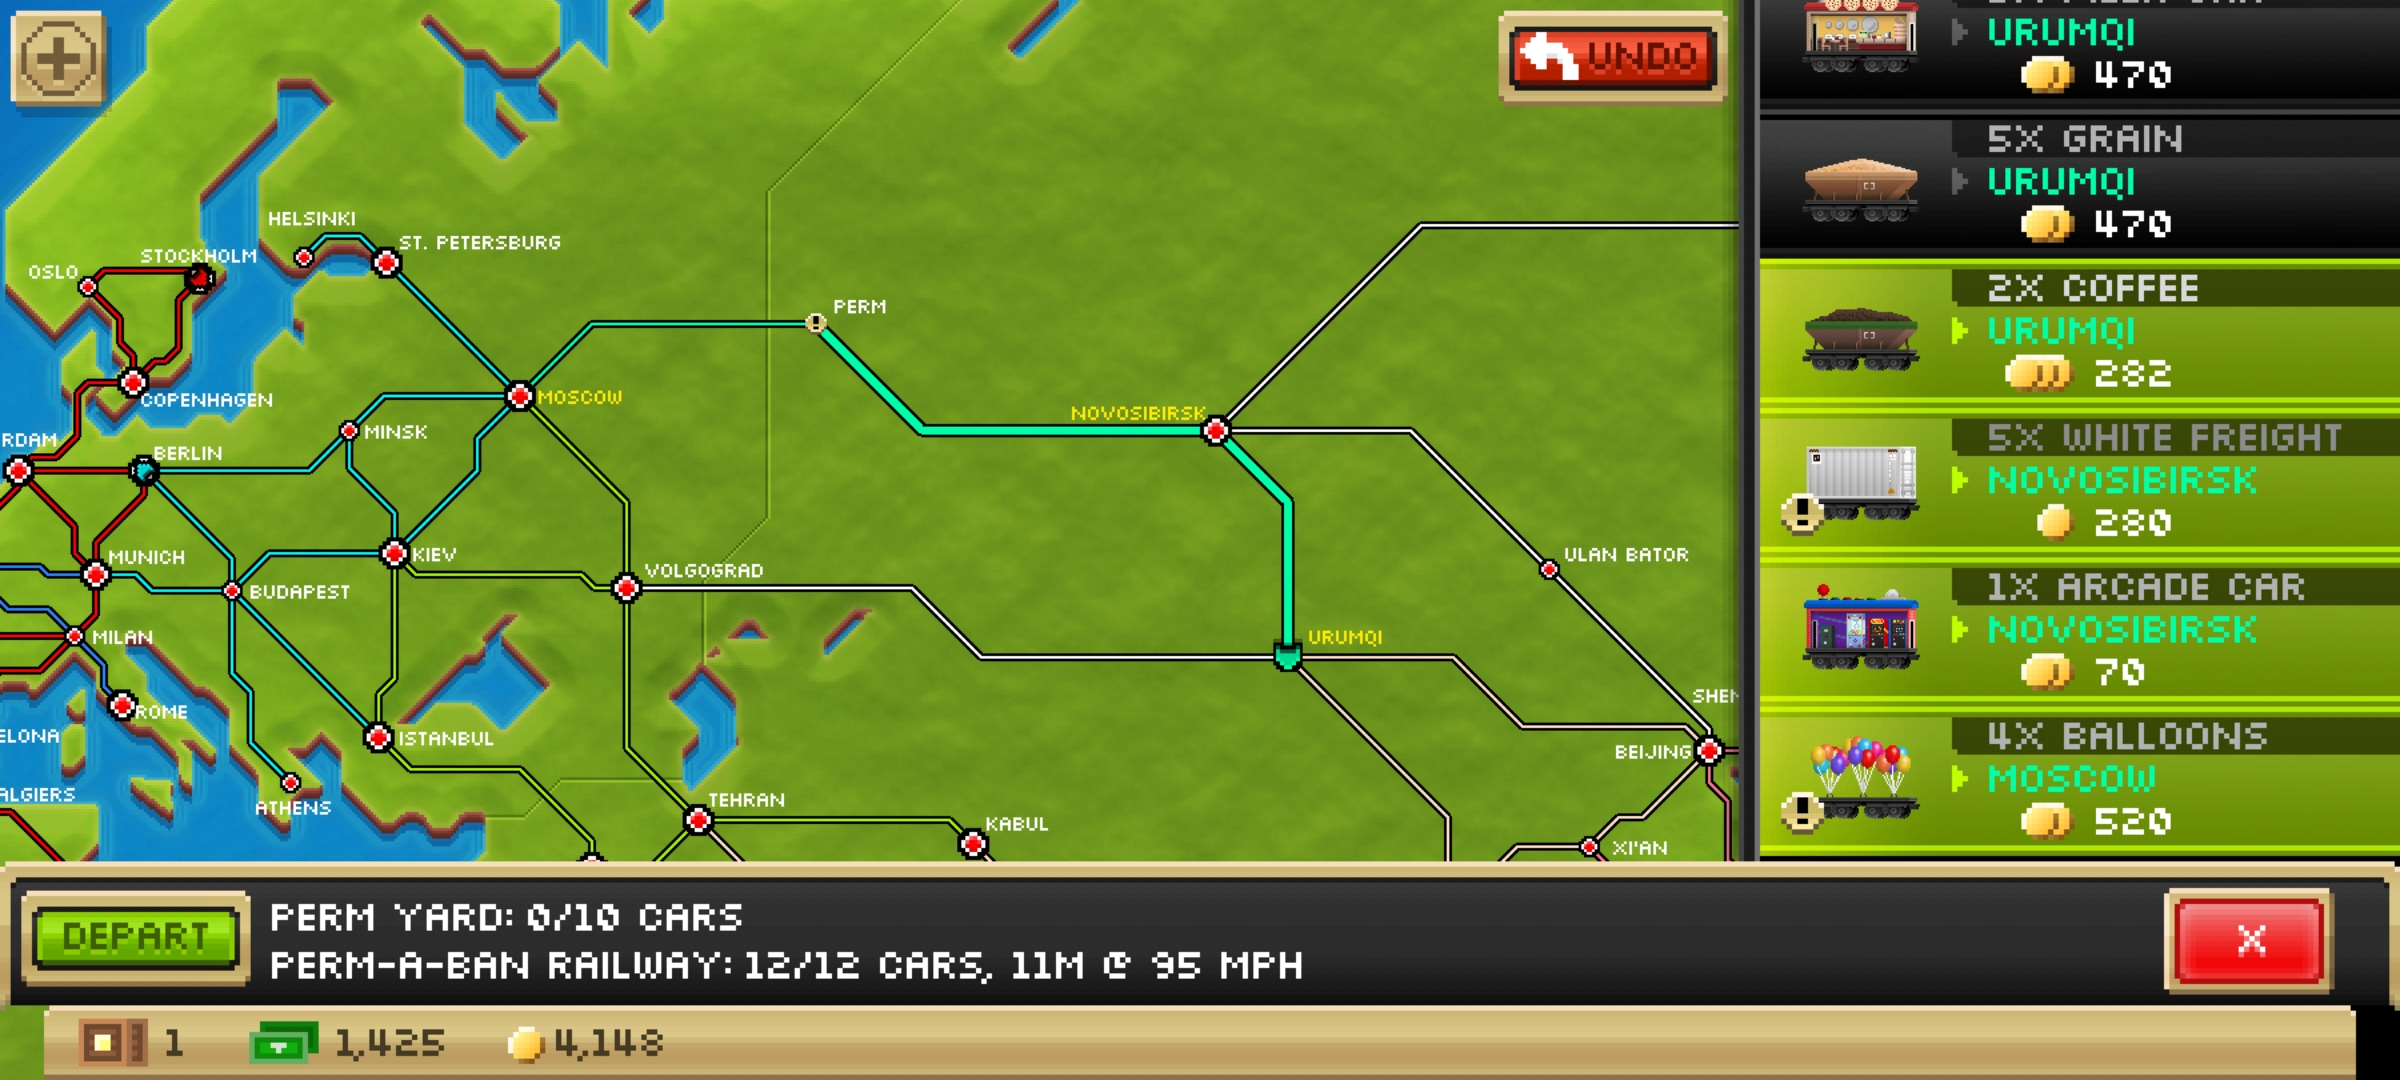 UNDO
URUMQI
470
5X GRAIN
URUMQI
470
2X COFFEE
URUMQI
282
5X WHITE FREIGHT
NOVOSIBIRSK
280
1X ARCADE CAR
NOVOSIBIRSK
70
4X BALLOONS
MOSCOW
520
HELSINKI
ST. PETERSBURG
STOCKHOLM
OSLO
PERM
COPENHAGEN
MOSCOW
NOVOSIBIRSK
MINSK
RDAM
BERLIN
MUNICH
KIEV
VOLGOGRAD
ULAN BATOR
BUDAPEST
MILAN
URUMQI
SHEN
ROME
ELONA
ISTANBUL
BEIJING
ALGIERS
ATHENS
TEHRAN
KABUL
XI'AN
DEPART
PERM YARD: 0/10 CARS
PERM-A-BAN RAILWAY: 12/12 CARS, 11M @ 95 MPH
X
1
1,425
4,148